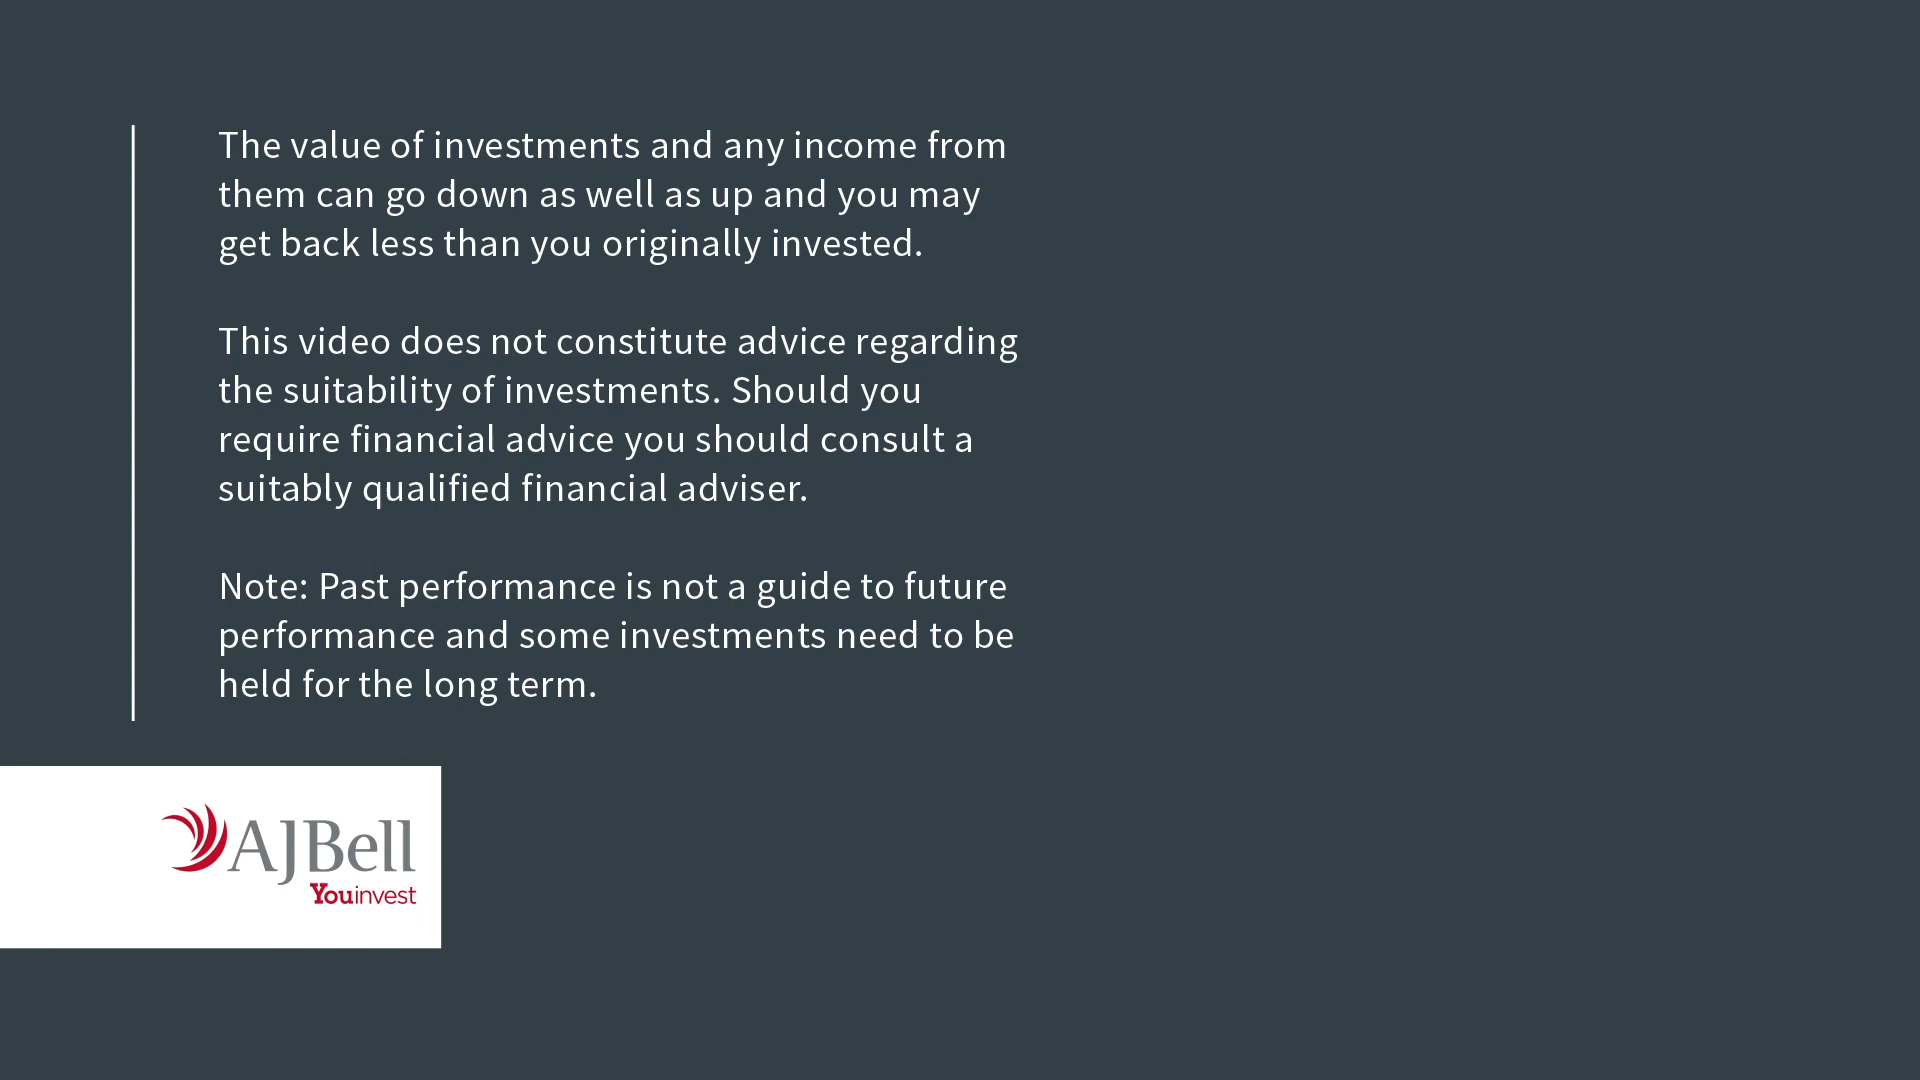 The value of investments and any income from
them can go down as well as up and you may
get back less than you originally invested.
This video does not constitute advice regarding
the suitability of investments. Should you
require financial advice you should consult a
suitably qualified financial adviser.
Note: Past performance is not a guide to future
performance and some investments need to be
held for the long term.
AJBell
Youinvest